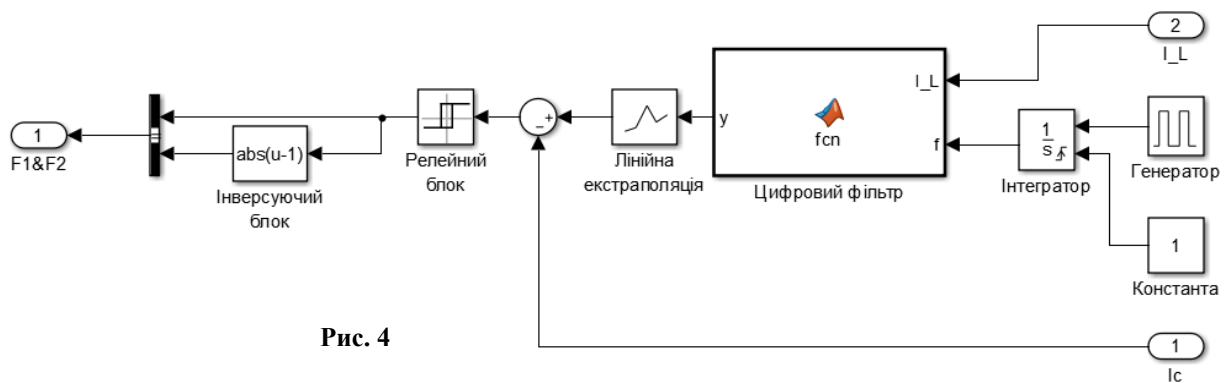 2
I_L
I_L
1
F1&F2
abs(u-1)
Інверсуючий
блок
Релейний
блок
_
+
Лінійна
екстраполяція
y
fcn
f
Цифровий фільтр
1
s
Інтегратор
Генератор
1
Константа
1
Ic
Рис. 4